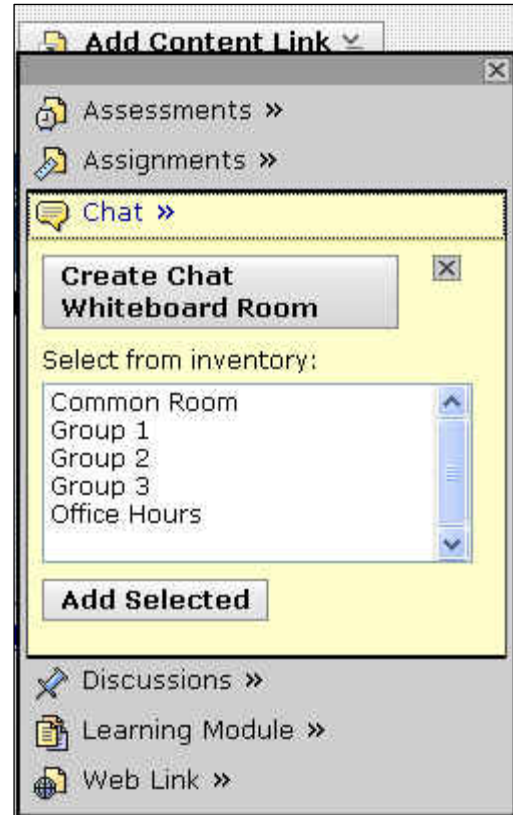 Add Content Link
Assessments »
Assignments »
Chat »
Create Chat
Whiteboard Room
Select from inventory:
Common Room
Group 1
Group 2
Group 3
Office Hours
Add Selected
Discussions »
Learning Module »
Web Link »